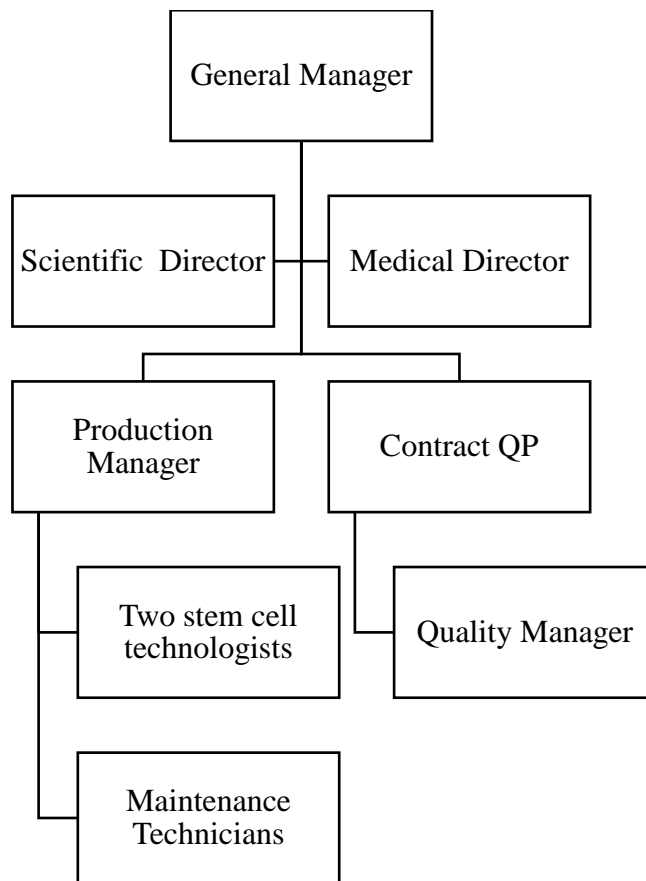 General Manager
Scientific  Director
Medical Director
Production
Manager
Contract QP
Two stem cell
technologists
Quality Manager
Maintenance
Technicians